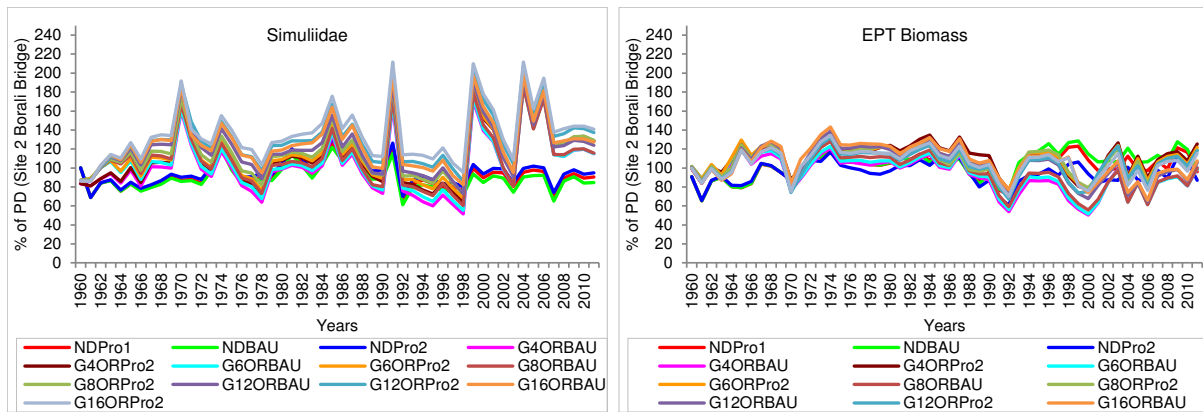 Simuliidae
% of PD (Site 2 Borali Bridge)
240
220
200
180
160
140
120
100
80
60
40
20
0
1960 1962 1964 1966 1968 1970 1972 1974 1976 1978 1980 1982 1984 1986 1988 1990 1992 1994 1996 1998 2000 2002 2004 2006 2008 2010
Years
NDPro1 NDBAU NDPro2 G4ORBAU
G4ORPro2 G6ORBAU G6ORPro2 G8ORBAU
G8ORPro2 G12ORBAU G12ORPro2 G16ORBAU
G16ORPro2
EPT Biomass
% of PD (Site 2 Borali Bridge)
240
220
200
180
160
140
120
100
80
60
40
20
0
1960 1962 1964 1966 1968 1970 1972 1974 1976 1978 1980 1982 1984 1986 1988 1990 1992 1994 1996 1998 2000 2002 2004 2006 2008 2010
Years
NDPro1 NDBAU NDPro2
G4ORBAU G4ORPro2 G6ORBAU
G6ORPro2 G8ORBAU G8ORPro2
G12ORBAU G12ORPro2 G16ORBAU